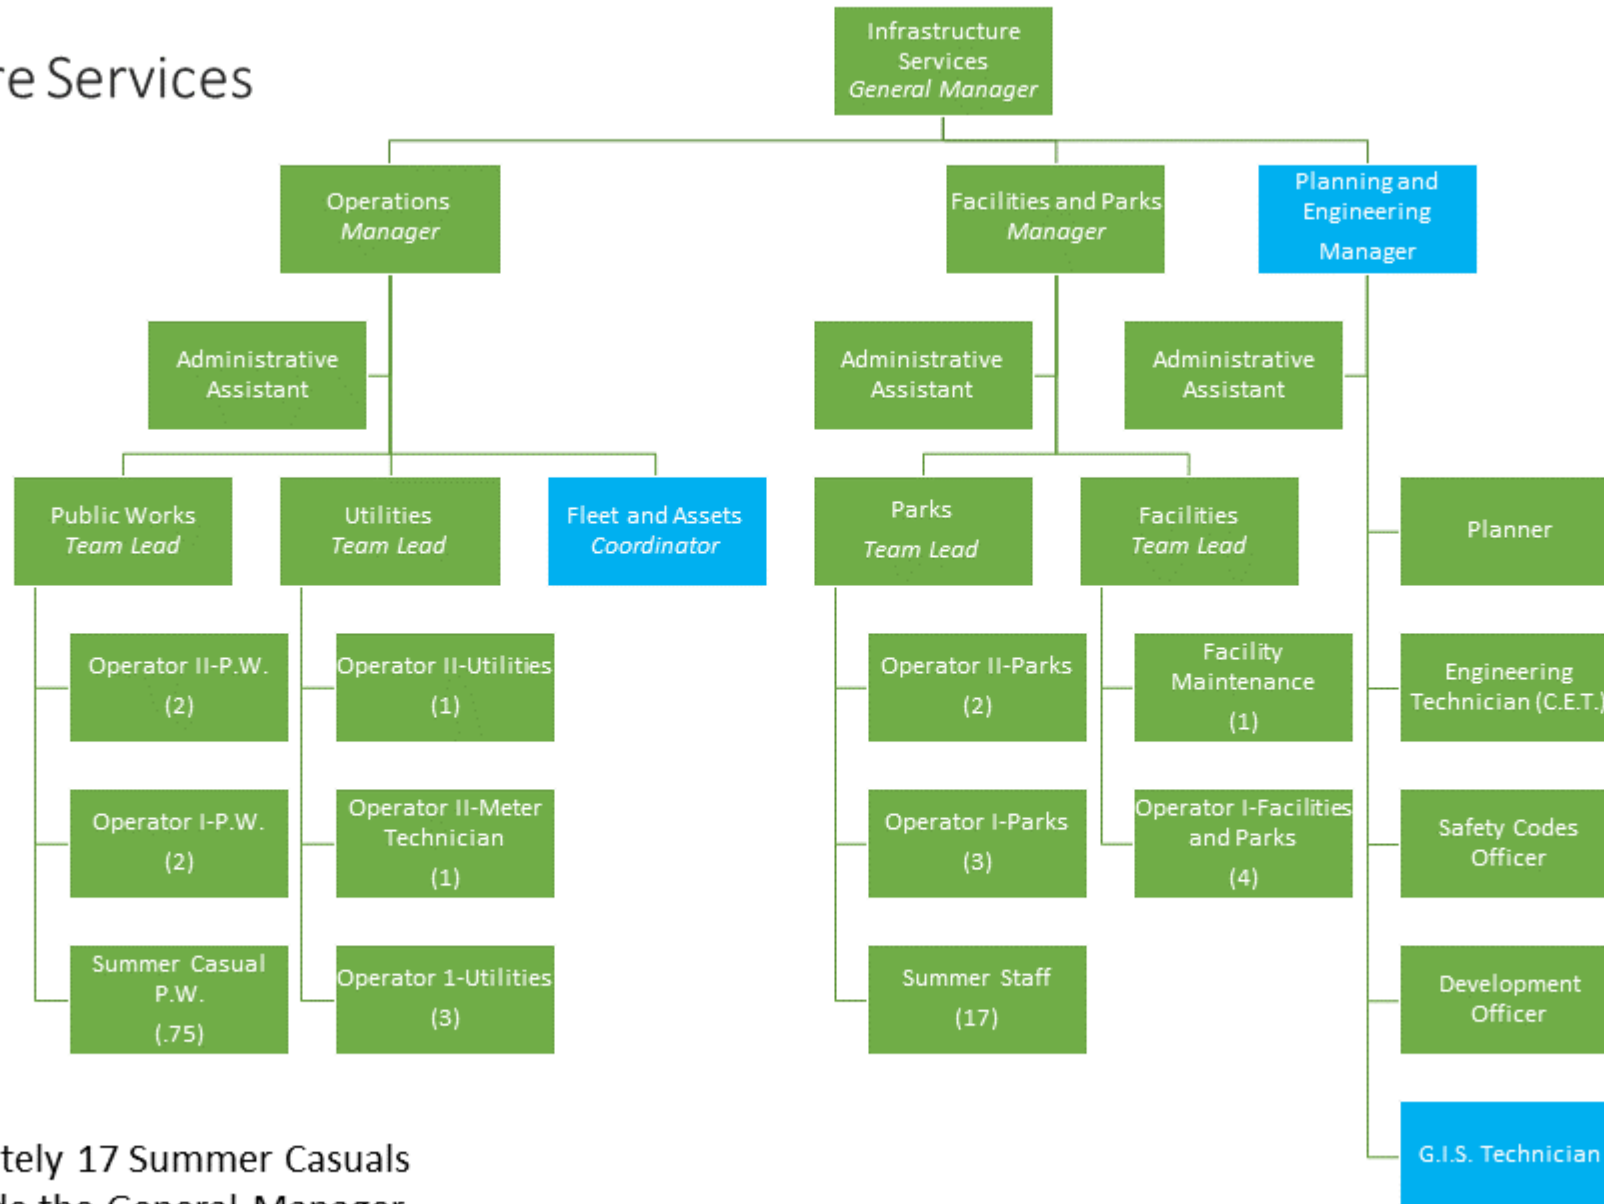 Infrastructure
Services
General Manager
re Services
Operations
Manager
Facilities and Parks
Manager
Planning and
Engineering
Manager
Administrative
Assistant
Administrative
Assistant
Administrative
Assistant
Public Works
Team Lead
Utilities
Team Lead
Fleet and Assets
Coordinator
Parks
Team Lead
Facilities
Team Lead
Planner
Operator II-P.W.
(2)
Operator II-Utilities
(1)
Operator II-Parks
(2)
Facility
Maintenance
(1)
Engineering
Technician (C.E.T.)
Operator I-P.W.
(2)
Operator II-Meter
Technician
(1)
Operator I-Parks
(3)
Operator I-Facilities
and Parks
(4)
Safety Codes
Officer
Summer Casual
P.W.
(.75)
Operator 1-Utilities
(3)
Summer Staff
(17)
Development
Officer
G.I.S. Technician
tely 17 Summer Casuals
the General Manager